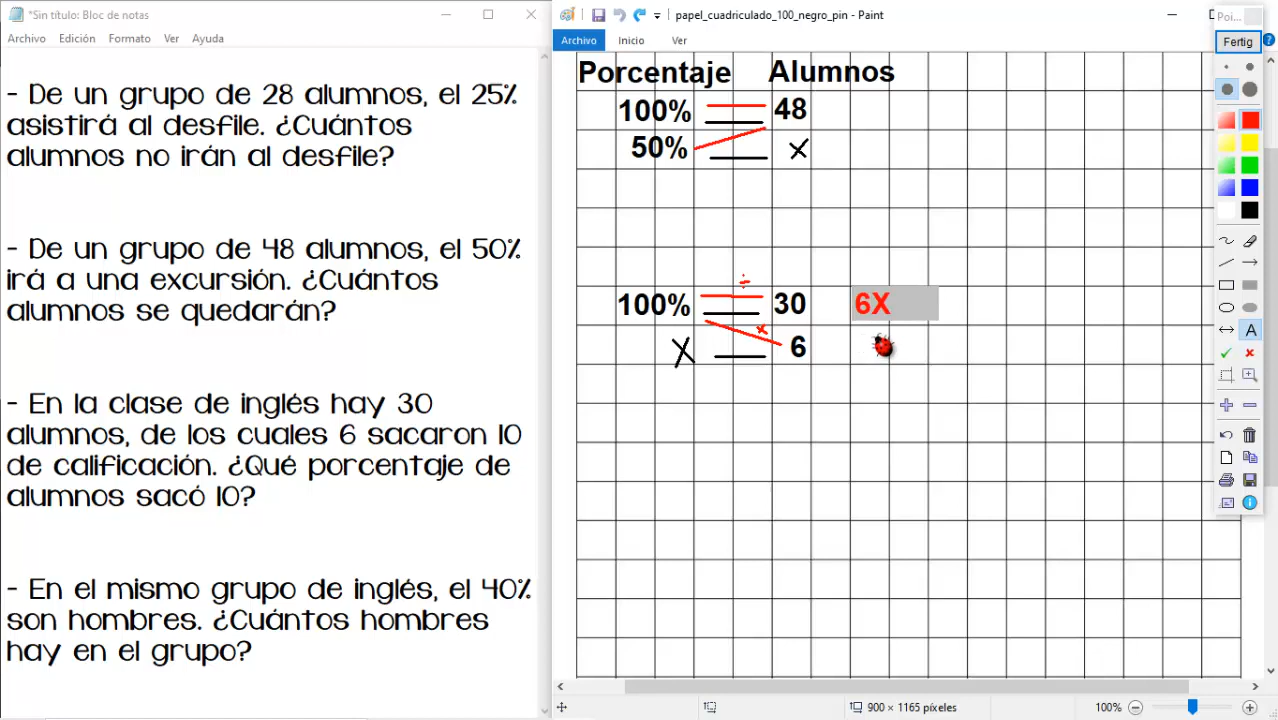 *Sin título: Bloc de notas
Archivo Edición Formato Ver Ayuda
- De un grupo de 28 alumnos, el 25%
asistirá al desfile. ¿Cuántos
alumnos no irán al desfile?
- De un grupo de 48 alumnos, el 50%
irá a una excursión. ¿Cuántos
alumnos se quedarán?
- En la clase de inglés hay 30
alumnos, de los cuales 6 sacaron 10
de calificación. ¿Qué porcentaje de
alumnos sacó 10?
- En el mismo grupo de inglés, el 40%
son hombres. ¿Cuántos hombres
hay en el grupo?
papel_cuadriculado_100_negro_pin - Paint
Archivo Inicio Ver
Porcentaje Alumnos
100% 48
50% x
÷
100% 30 6X
x
X 6
900 × 1165 píxeles 100%
Poi...
Fertig
A